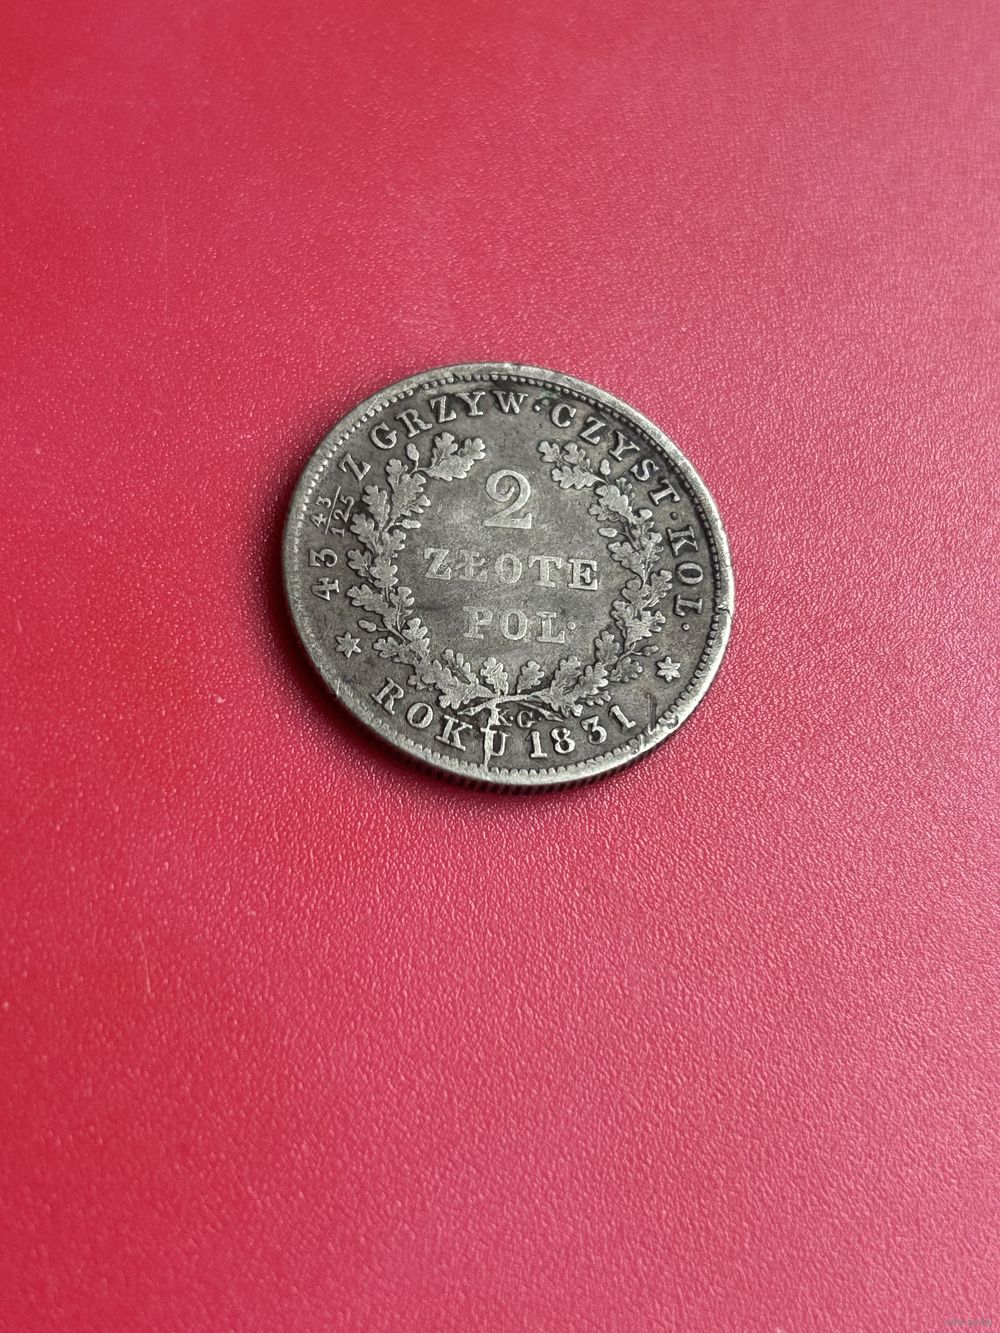 43 43/125 Z GRZYW· CZYST· KOL·
2
ZŁOTE
POL·
K·G·
ROKU 1831